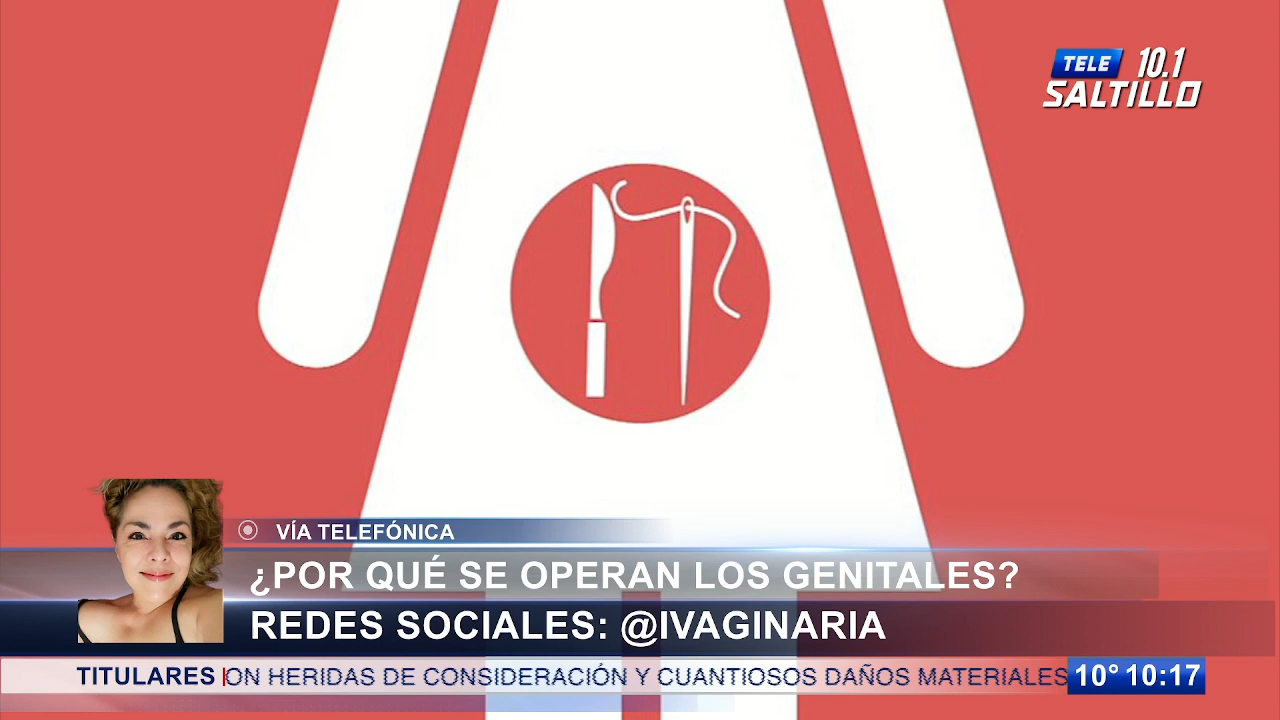 TELE 10.1
SALTILLO
VÍA TELEFÓNICA
¿POR QUÉ SE OPERAN LOS GENITALES?
REDES SOCIALES: @IVAGINARIA
TITULARES ON HERIDAS DE CONSIDERACIÓN Y CUANTIOSOS DAÑOS MATERIALES 10° 10:17